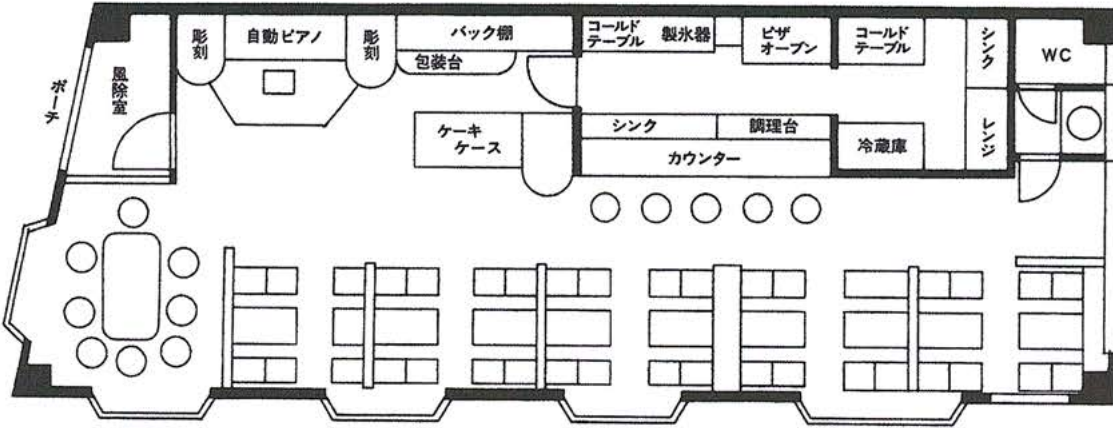 ポーチ
風除室
彫刻
自動ピアノ
彫刻
バック棚
包装台
ケーキ
ケース
コールド
テーブル
製氷器
ピザ
オーブン
コールド
テーブル
シンク
WC
シンク
調理台
カウンター
冷蔵庫
レンジ